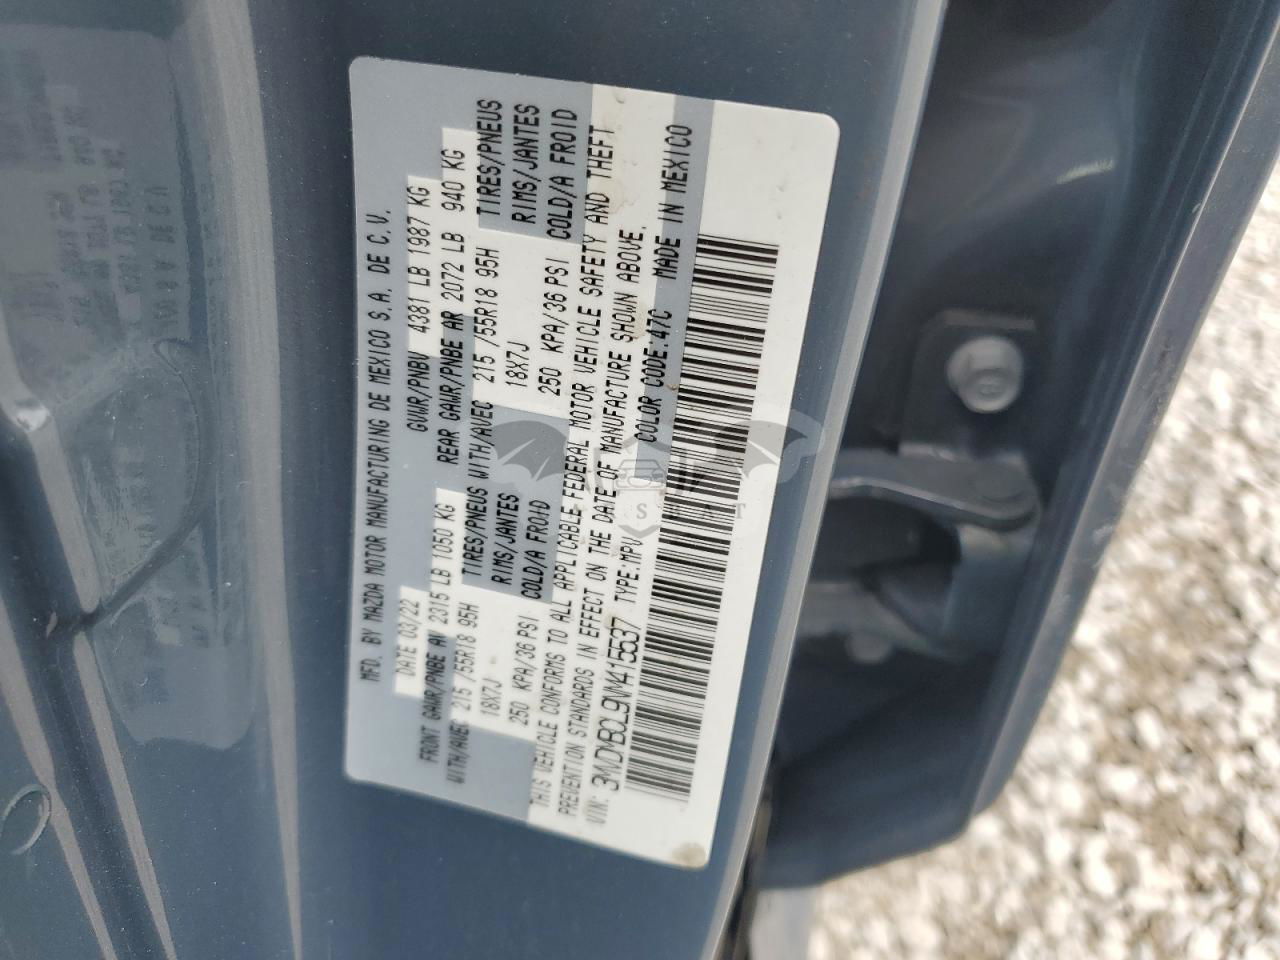 MFD. BY MAZDA MOTOR MANUFACTURING DE MEXICO S.A. DE C.V.
DATE 03/22 GVWR/PNBV 4381 LB 1987 KG
FRONT GAWR/PNBE AV 2315 LB 1050 KG REAR GAWR/PNBE AR 2072 LB 940 KG
WITH/AVEC 215 /55R18 95H TIRES/PNEUS WITH/AVEC 215 /55R18 95H TIRES/PNEUS
18X7J RIMS/JANTES 18X7J RIMS/JANTES
250 KPA/36 PSI COLD/A FROID 250 KPA/36 PSI COLD/A FROID
THIS VEHICLE CONFORMS TO ALL APPLICABLE FEDERAL MOTOR VEHICLE SAFETY AND THEFT
PREVENTION STANDARDS IN EFFECT ON THE DATE OF MANUFACTURE SHOWN ABOVE.
VIN: 3MVDMBCL9NM415537 TYPE:MPV COLOR CODE:47C MADE IN MEXICO